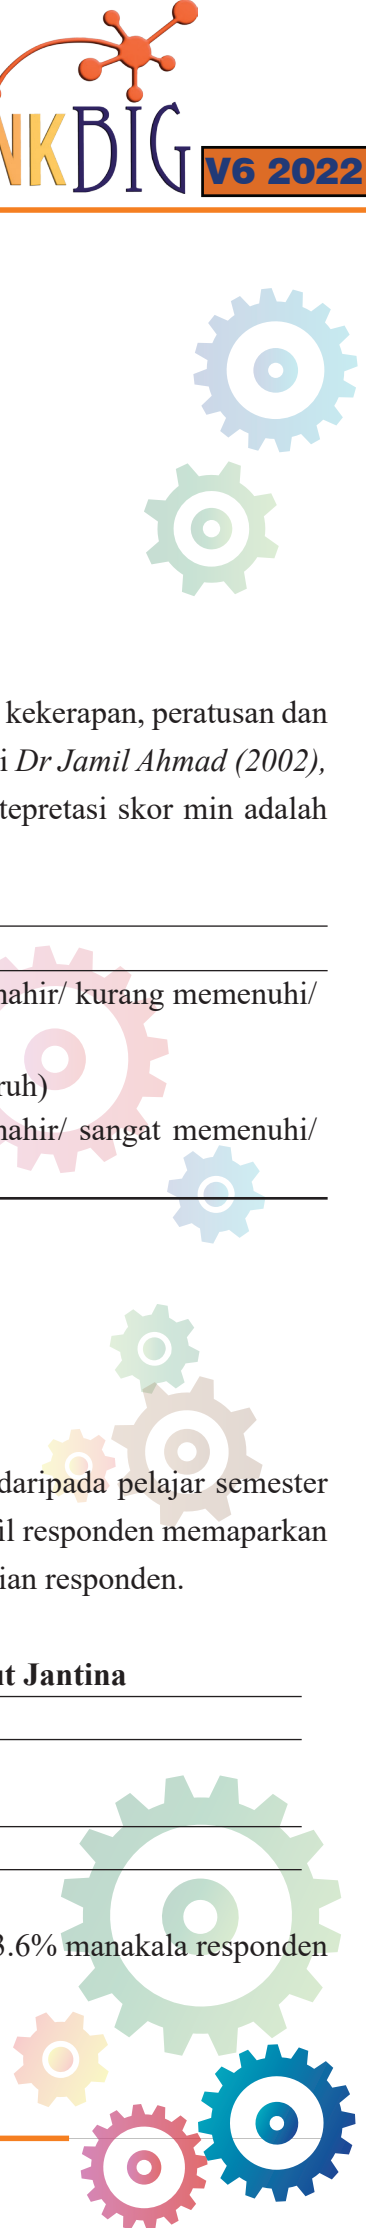 NKBIG
V6 2022
kekerapan, peratusan dan
i Dr Jamil Ahmad (2002),
tepretasi skor min adalah
nahir/ kurang memenuhi/
ruh)
nahir/ sangat memenuhi/
daripada pelajar semester
il responden memaparkan
ian responden.
ut Jantina
3.6% manakala responden